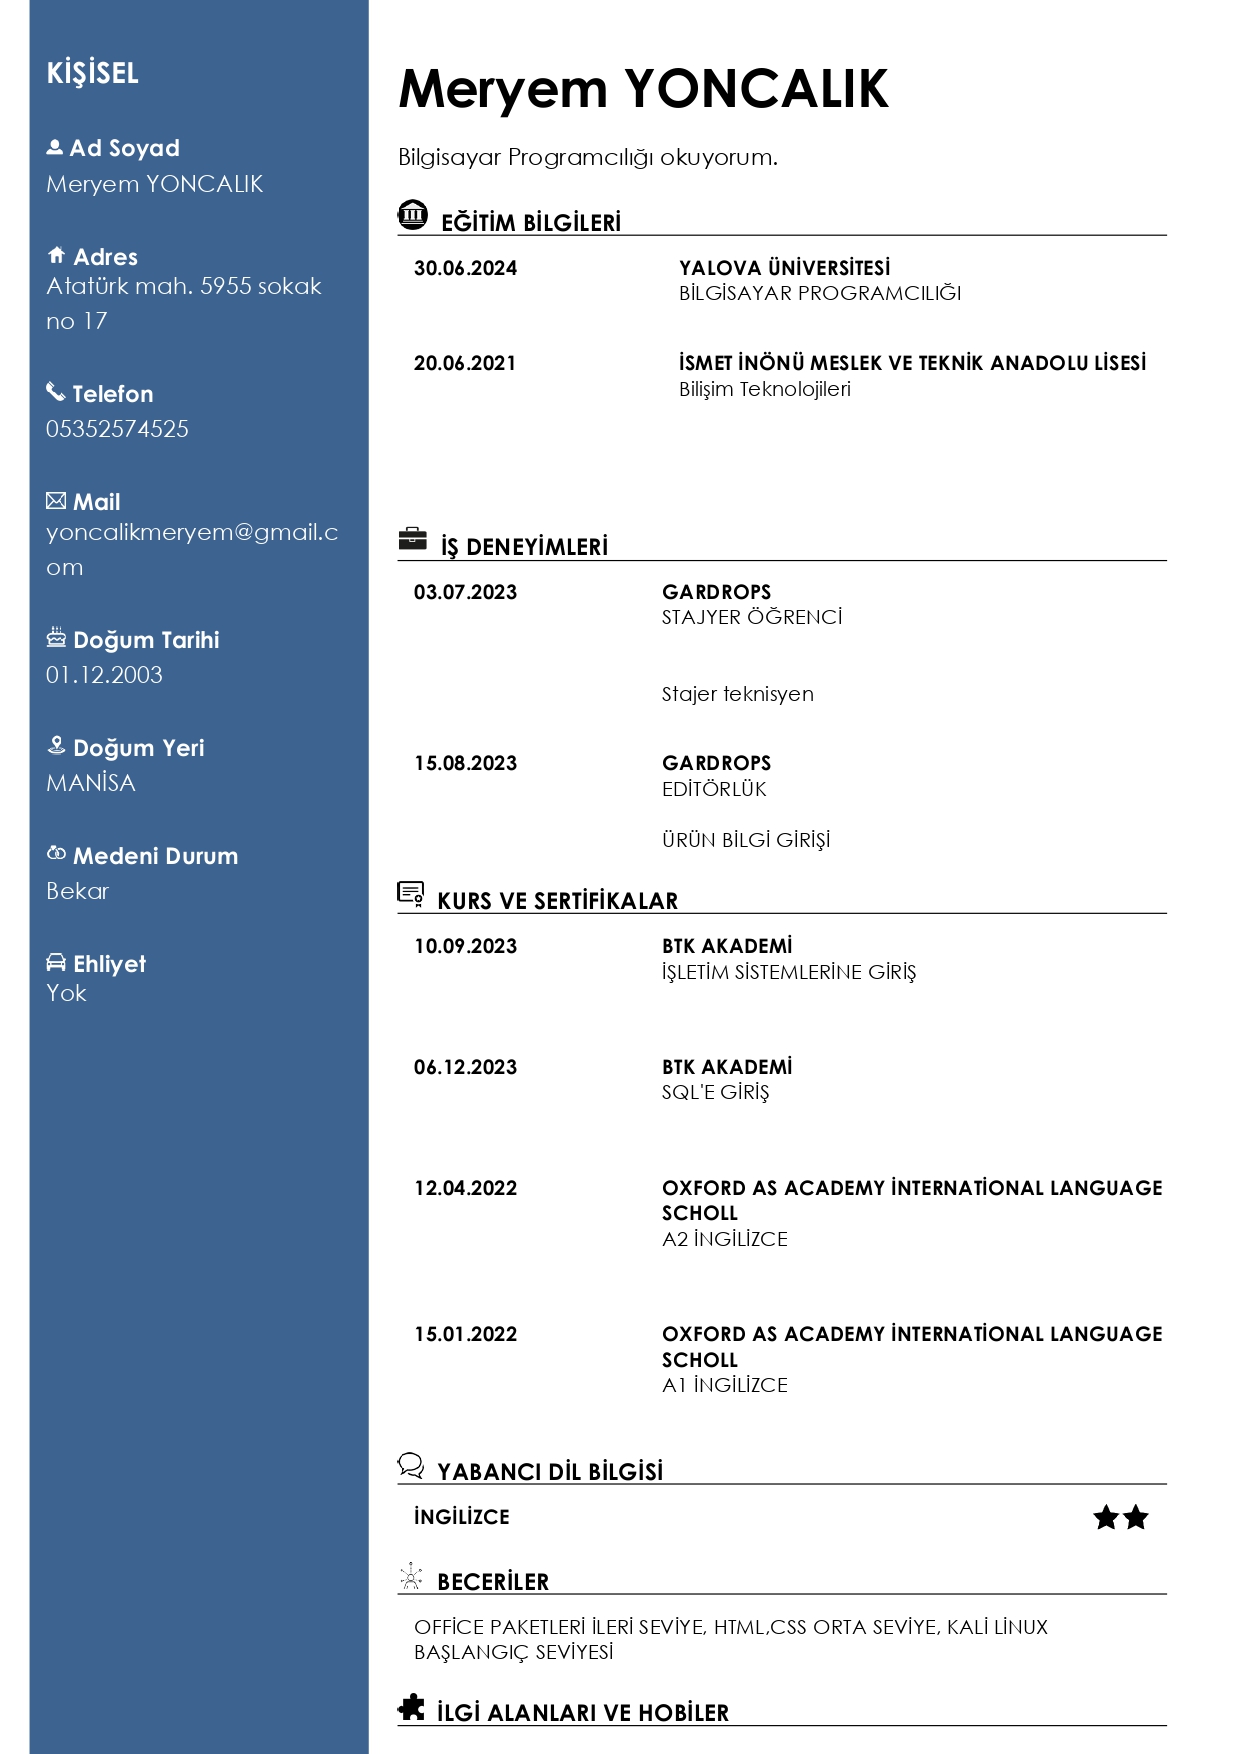 KİŞİSEL
Ad Soyad
Meryem YONCALIK
Adres
Atatürk mah. 5955 sokak
no 17
Telefon
05352574525
Mail
yoncalikmeryem@gmail.c
om
Doğum Tarihi
01.12.2003
Doğum Yeri
MANİSA
Medeni Durum
Bekar
Ehliyet
Yok
Meryem YONCALIK
Bilgisayar Programcılığı okuyorum.
EĞİTİM BİLGİLERİ
30.06.2024 YALOVA ÜNİVERSİTESİ
BİLGİSAYAR PROGRAMCILIĞI
20.06.2021 İSMET İNÖNÜ MESLEK VE TEKNİK ANADOLU LİSESİ
Bilişim Teknolojileri
İŞ DENEYİMLERİ
03.07.2023 GARDROPS
STAJYER ÖĞRENCİ
Stajer teknisyen
15.08.2023 GARDROPS
EDİTÖRLÜK
ÜRÜN BİLGİ GİRİŞİ
KURS VE SERTİFİKALAR
10.09.2023 BTK AKADEMİ
İŞLETİM SİSTEMLERİNE GİRİŞ
06.12.2023 BTK AKADEMİ
SQL'E GİRİŞ
12.04.2022 OXFORD AS ACADEMY İNTERNATİONAL LANGUAGE
SCHOLL
A2 İNGİLİZCE
15.01.2022 OXFORD AS ACADEMY İNTERNATİONAL LANGUAGE
SCHOLL
A1 İNGİLİZCE
YABANCI DİL BİLGİSİ
İNGİLİZCE
BECERİLER
OFFİCE PAKETLERİ İLERİ SEVİYE, HTML,CSS ORTA SEVİYE, KALİ LİNUX
BAŞLANGIÇ SEVİYESİ
İLGİ ALANLARI VE HOBİLER